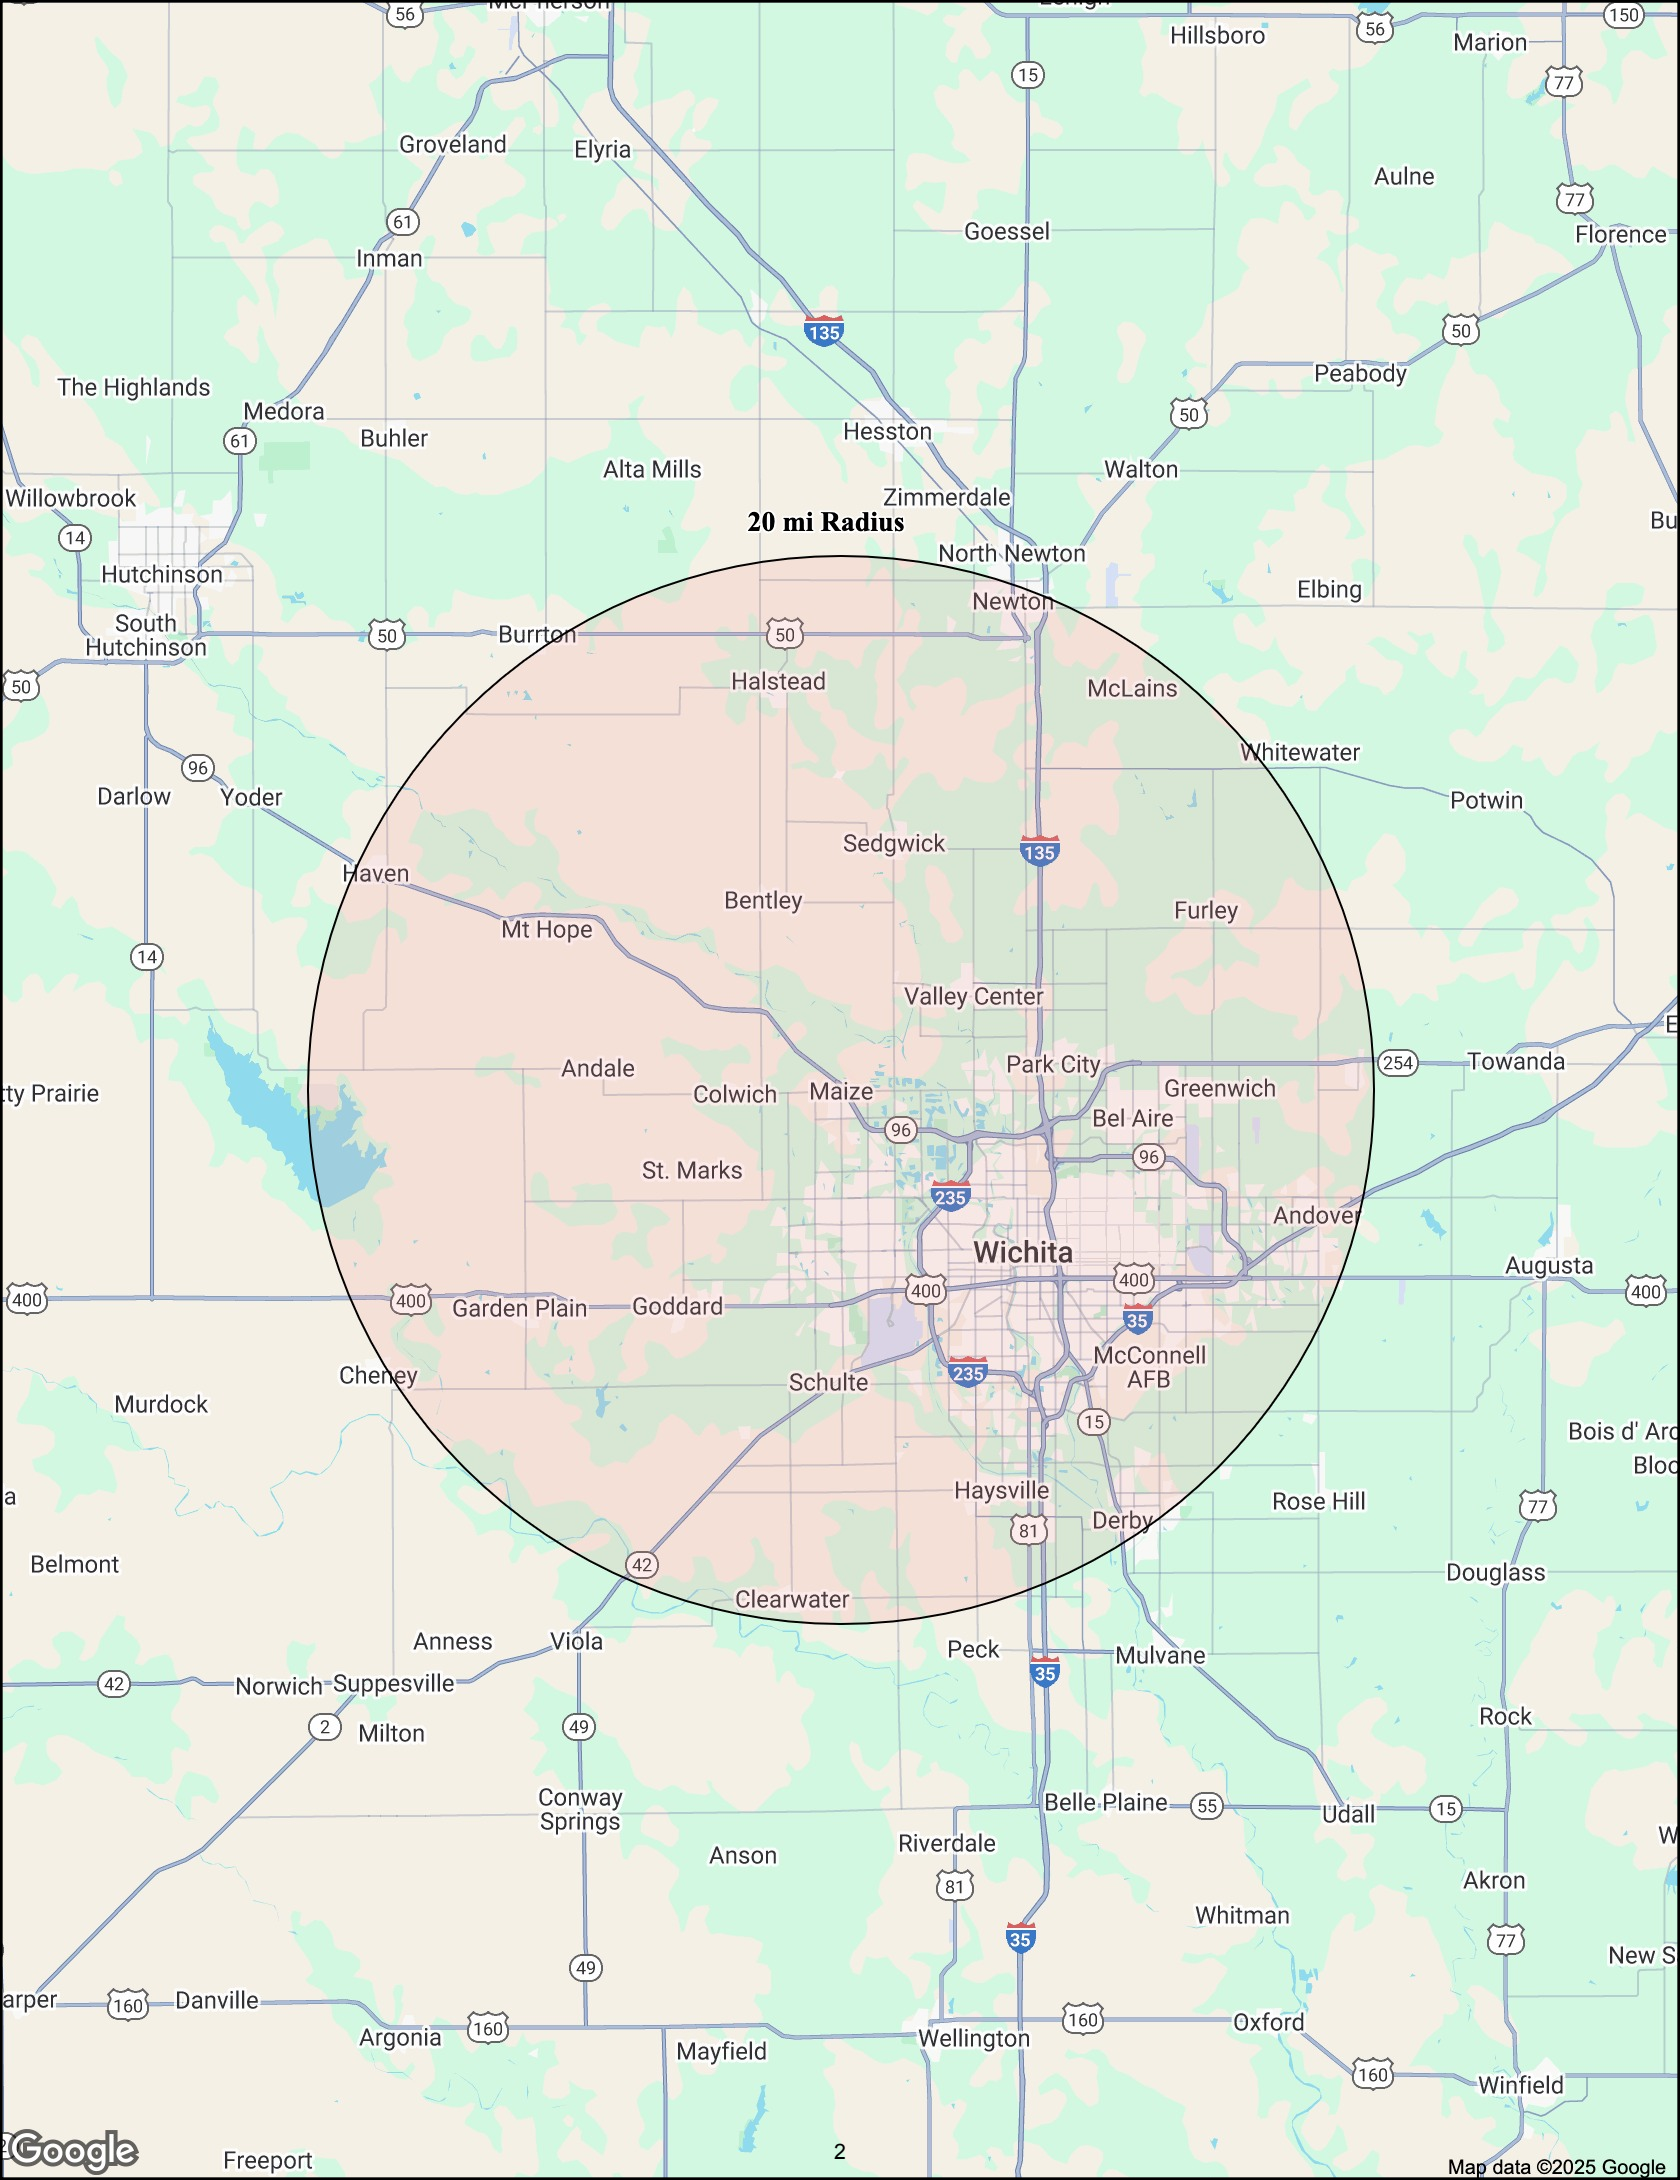 McPherson
Lehigh
56
56
150
Hillsboro
Marion
15
77
Groveland
Elyria
Aulne
77
61
Goessel
Florence
Inman
135
50
Peabody
The Highlands
Medora
50
61
Buhler
Hesston
Alta Mills
Walton
Willowbrook
Zimmerdale
20 mi Radius
Bu
14
North Newton
Hutchinson
Elbing
Newton
South
Hutchinson
50
Burrton
50
50
Halstead
McLains
Whitewater
96
Darlow
Yoder
Potwin
Sedgwick
135
Haven
Bentley
Furley
Mt Hope
14
Valley Center
E
Andale
Park City
254
Towanda
tty Prairie
Colwich
Maize
Greenwich
Bel Aire
96
96
St. Marks
235
Andover
Wichita
Augusta
400
400
Garden Plain
Goddard
400
400
400
35
Cheney
Schulte
235
McConnell
AFB
Murdock
15
Bois d' Arc
Bloo
a
Haysville
Rose Hill
77
81
Derby
Belmont
42
Douglass
Clearwater
Anness
Viola
Peck
Mulvane
42
Norwich
Suppesville
35
2
Milton
49
Rock
Conway
Springs
Belle Plaine
55
Udall
15
Riverdale
W
Anson
81
Akron
Whitman
35
77
New S
49
arper
160
Danville
160
Argonia
160
Oxford
Wellington
Mayfield
160
Winfield
Google
2
Freeport
Map data ©2025 Google